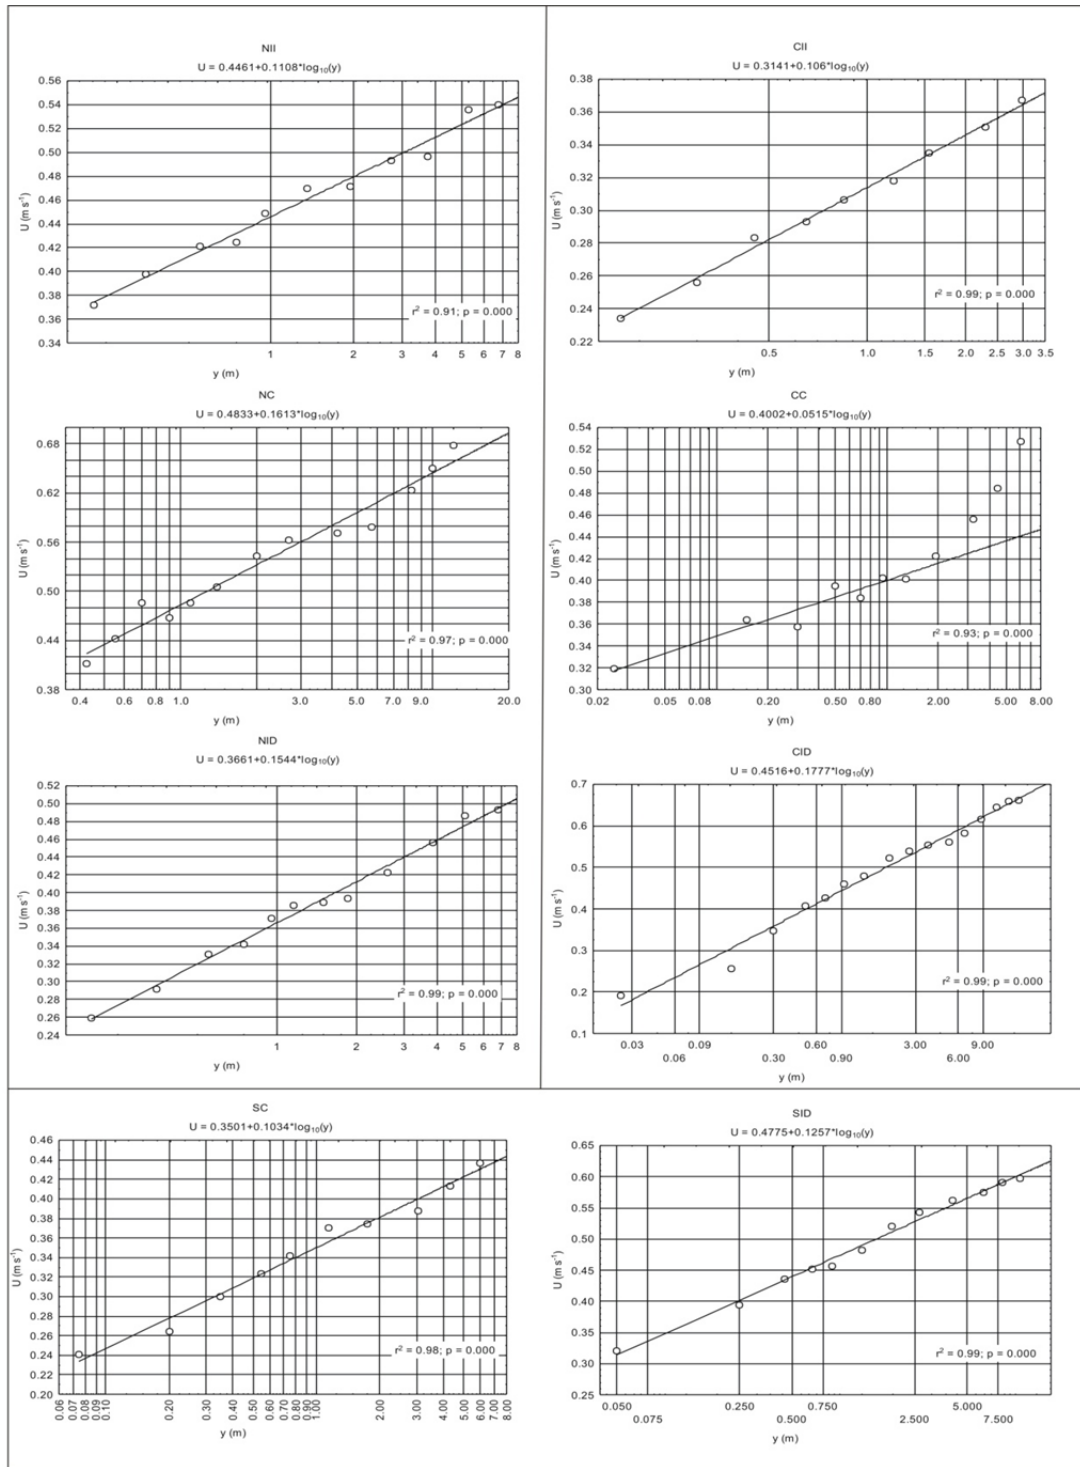 NII
U = 0.4461+0.1108*log₁₀(y)
0.56
0.54
0.52
0.50
0.48
0.46
0.44
0.42
0.40
0.38
0.36
0.34
U (m s⁻¹)
r² = 0.91; p = 0.000
1 2 3 4 5 6 7 8
y (m)
CII
U = 0.3141+0.106*log₁₀(y)
0.38
0.36
0.34
0.32
0.30
0.28
0.26
0.24
0.22
U (m s⁻¹)
r² = 0.99; p = 0.000
0.5 1.0 1.5 2.0 2.5 3.0 3.5
y (m)
NC
U = 0.4833+0.1613*log₁₀(y)
0.68
0.62
0.56
0.50
0.44
0.38
U (m s⁻¹)
r² = 0.97; p = 0.000
0.4 0.6 0.8 1.0 3.0 5.0 7.0 9.0 20.0
y (m)
CC
U = 0.4002+0.0515*log₁₀(y)
0.54
0.52
0.50
0.48
0.46
0.44
0.42
0.40
0.38
0.36
0.34
0.32
0.30
U (m s⁻¹)
r² = 0.93; p = 0.000
0.02 0.05 0.08 0.20 0.50 0.80 2.00 5.00 8.00
y (m)
NID
U = 0.3661+0.1544*log₁₀(y)
0.52
0.50
0.48
0.46
0.44
0.42
0.40
0.38
0.36
0.34
0.32
0.30
0.28
0.26
0.24
U (m s⁻¹)
r² = 0.99; p = 0.000
1 2 3 4 5 6 7 8
y (m)
CID
U = 0.4516+0.1777*log₁₀(y)
0.7
0.6
0.5
0.4
0.3
0.2
0.1
U (m s⁻¹)
r² = 0.99; p = 0.000
0.03 0.09 0.60 3.00 9.00
0.06 0.30 0.90 6.00
y (m)
SC
U = 0.3501+0.1034*log₁₀(y)
0.46
0.44
0.42
0.40
0.38
0.36
0.34
0.32
0.30
0.28
0.26
0.24
0.22
0.20
U (m s⁻¹)
r² = 0.98; p = 0.000
0.06 0.07 0.08 0.09 0.10 0.20 0.30 0.40 0.50 0.60 0.70 0.80 0.90 1.00 2.00 3.00 4.00 5.00 6.00 7.00 8.00
y (m)
SID
U = 0.4775+0.1257*log₁₀(y)
0.65
0.60
0.55
0.50
0.45
0.40
0.35
0.30
0.25
U (m s⁻¹)
r² = 0.99; p = 0.000
0.050 0.250 0.750 5.000
0.075 0.500 2.500 7.500
y (m)